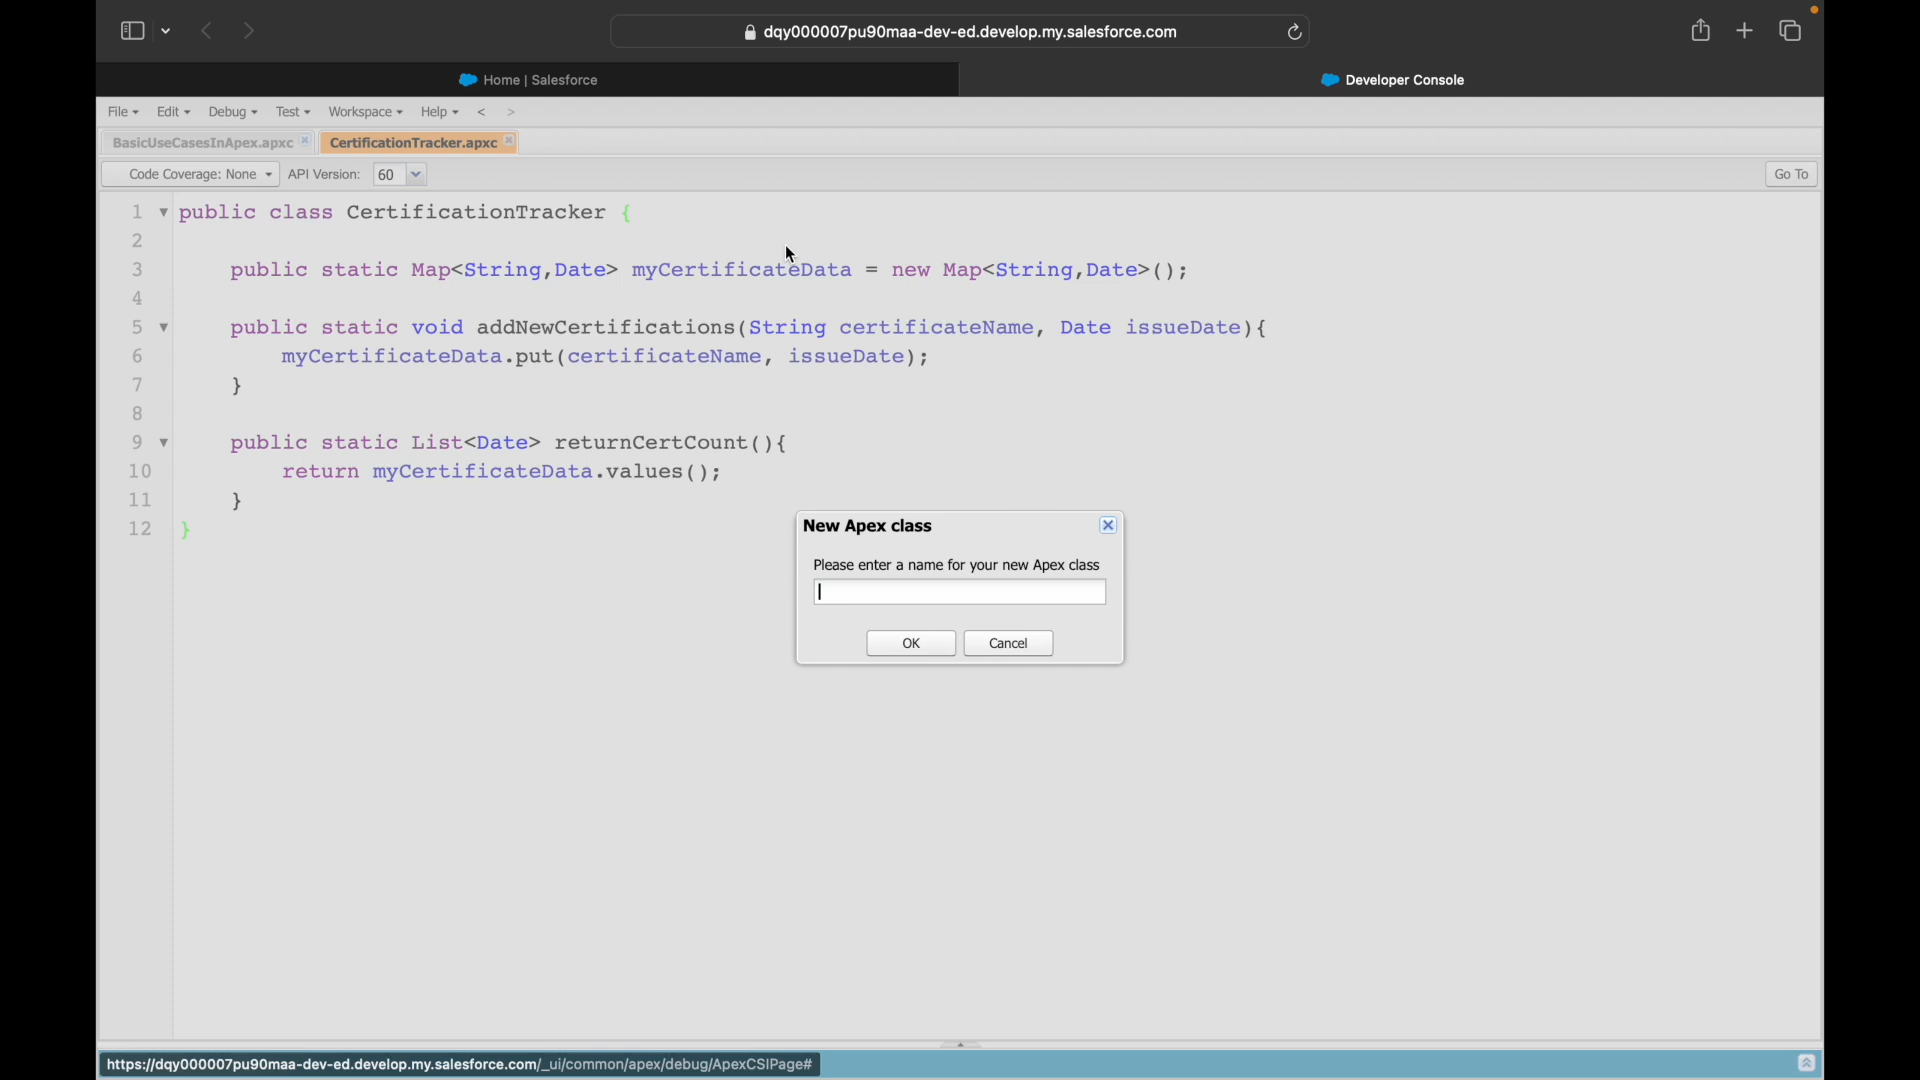 dqy000007pu90maa-dev-ed.develop.my.salesforce.com
Home | Salesforce
Developer Console
File Edit Debug Test Workspace Help < >
BasicUseCasesInApex.apxc CertificationTracker.apxc
Code Coverage: None API Version: 60 Go To
1 public class CertificationTracker {
2
3 public static Map<String,Date> myCertificateData = new Map<String,Date>();
4
5 public static void addNewCertifications(String certificateName, Date issueDate){
6 myCertificateData.put(certificateName, issueDate);
7 }
8
9 public static List<Date> returnCertCount(){
10 return myCertificateData.values();
11 }
12 }
New Apex class
Please enter a name for your new Apex class
OK Cancel
https://dqy000007pu90maa-dev-ed.develop.my.salesforce.com/_ui/common/apex/debug/ApexCSIPage#